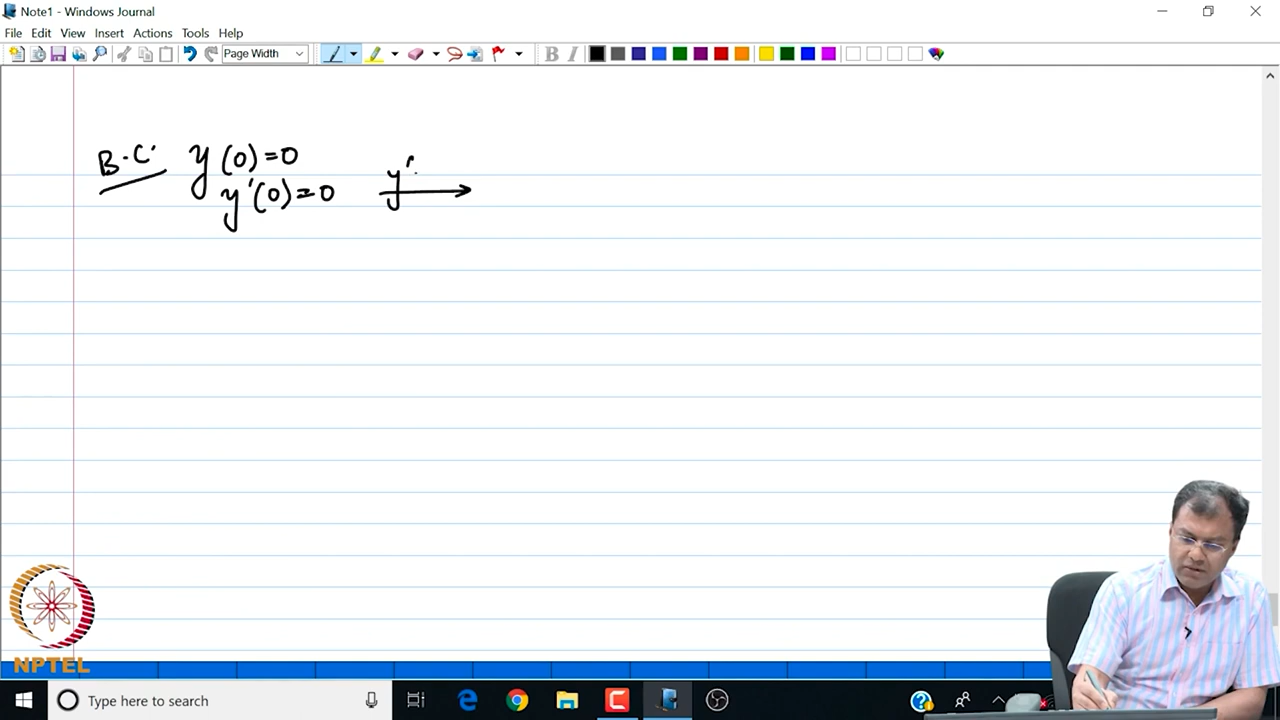 Note1 - Windows Journal
File Edit View Insert Actions Tools Help
Page Width B I
B.C: y(0)=0
y'(0)=0 y"
NPTEL
Type here to search